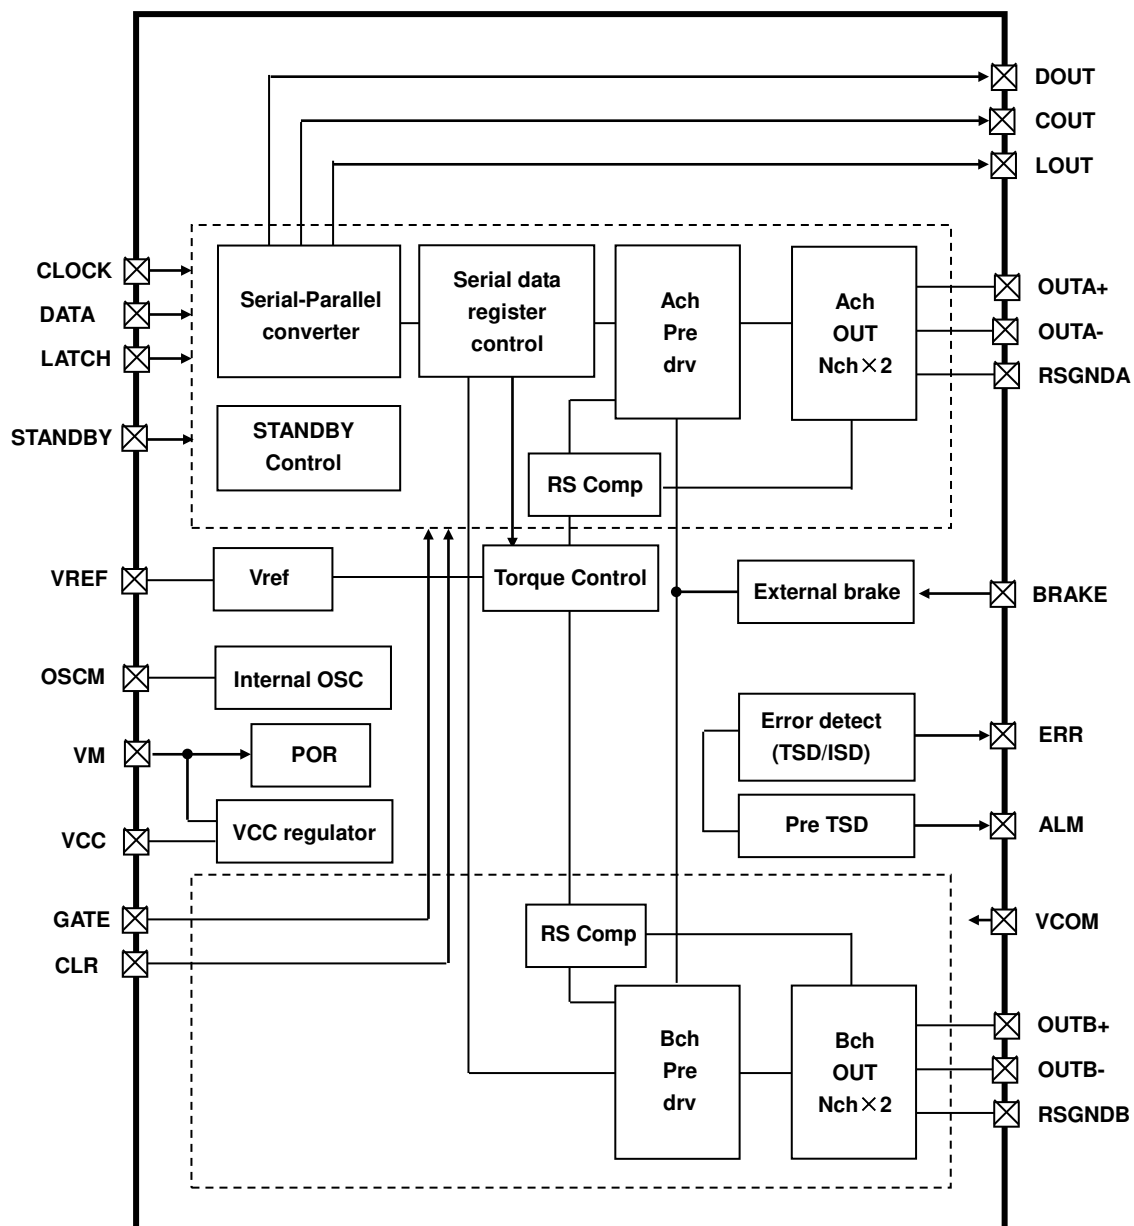 DOUT
COUT
LOUT
CLOCK
DATA
LATCH
STANDBY
Serial-Parallel
converter
Serial data
register
control
Ach
Pre
drv
Ach
OUT
Nch×2
OUTA+
OUTA-
RSGNDA
STANDBY
Control
RS Comp
VREF
Vref
Torque Control
External brake
BRAKE
OSCM
Internal OSC
VM
POR
Error detect
(TSD/ISD)
ERR
VCC
VCC regulator
Pre TSD
ALM
GATE
CLR
RS Comp
VCOM
Bch
Pre
drv
Bch
OUT
Nch×2
OUTB+
OUTB-
RSGNDB